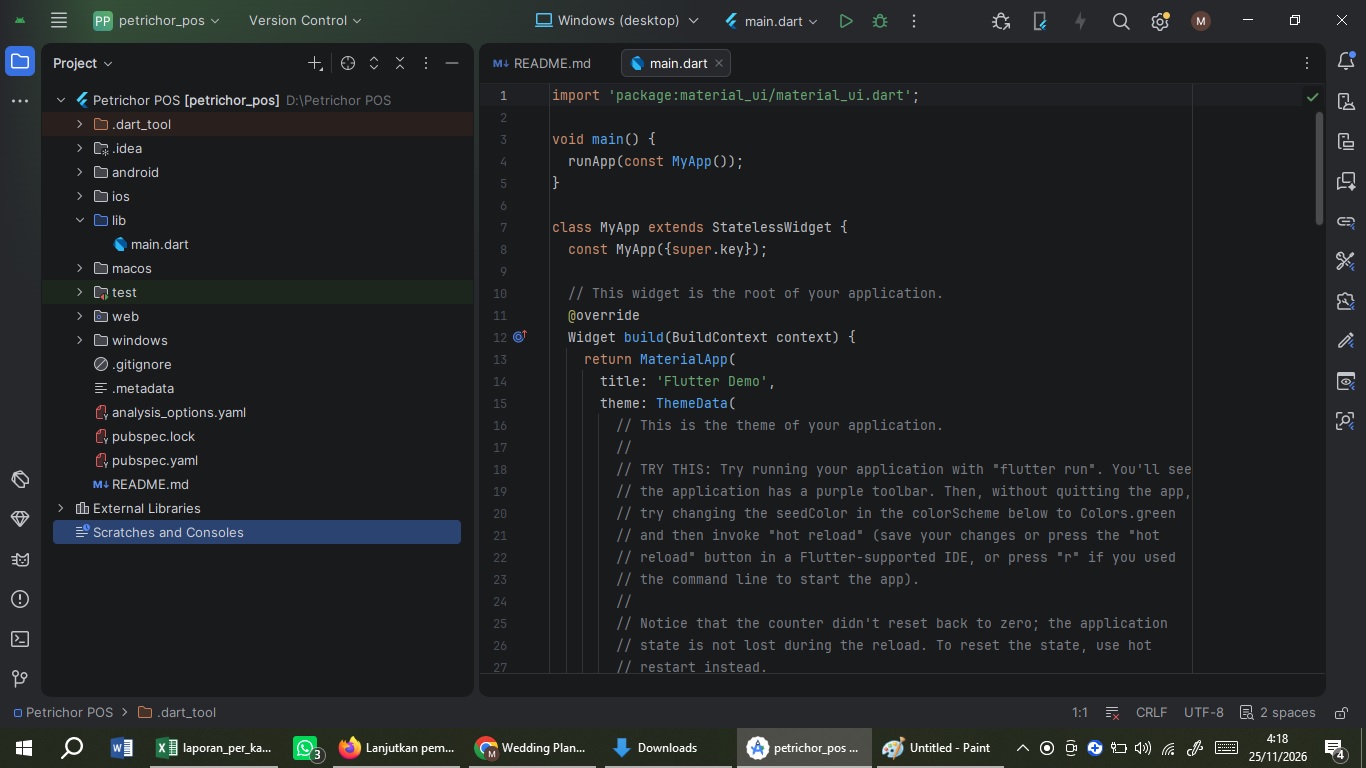 PP petrichor_pos
Version Control
Windows (desktop)
main.dart
M
Project
README.md
main.dart
Petrichor POS [petrichor_pos] D:\Petrichor POS
.dart_tool
.idea
android
ios
lib
main.dart
macos
test
web
windows
.gitignore
.metadata
analysis_options.yaml
pubspec.lock
pubspec.yaml
README.md
External Libraries
Scratches and Consoles
1 import 'package:material_ui/material_ui.dart';
2
3 void main() {
4 runApp(const MyApp());
5 }
6
7 class MyApp extends StatelessWidget {
8 const MyApp({super.key});
9
10 // This widget is the root of your application.
11 @override
12 Widget build(BuildContext context) {
13 return MaterialApp(
14 title: 'Flutter Demo',
15 theme: ThemeData(
16 // This is the theme of your application.
17 //
18 // TRY THIS: Try running your application with "flutter run". You'll see
19 // the application has a purple toolbar. Then, without quitting the app,
20 // try changing the seedColor in the colorScheme below to Colors.green
21 // and then invoke "hot reload" (save your changes or press the "hot
22 // reload" button in a Flutter-supported IDE, or press "r" if you used
23 // the command line to start the app).
24 //
25 // Notice that the counter didn't reset back to zero; the application
26 // state is not lost during the reload. To reset the state, use hot
27 // restart instead.
Petrichor POS > .dart_tool
1:1 CRLF UTF-8 2 spaces
laporan_per_ka...
3
Lanjutkan pem...
Wedding Plan...
Downloads
petrichor_pos ...
Untitled - Paint
4:18
25/11/2026
4